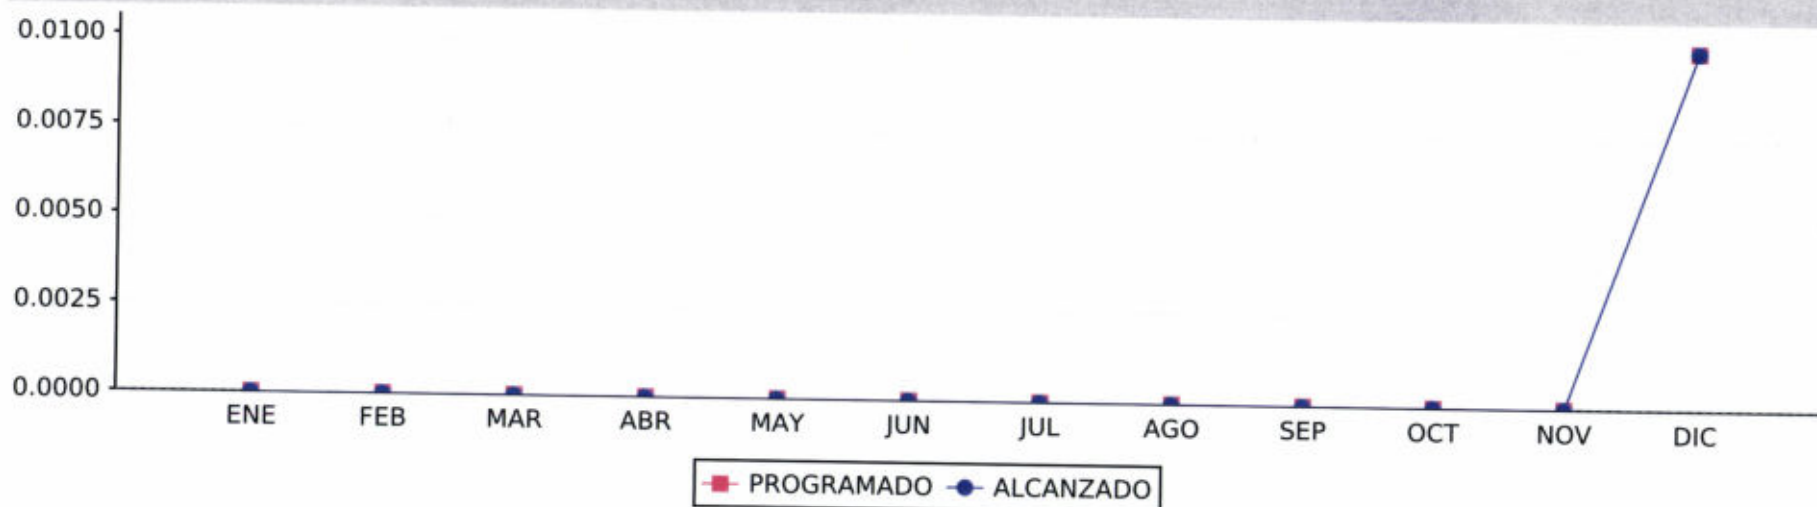 0.0100
0.0075
0.0050
0.0025
0.0000
ENE FEB MAR ABR MAY JUN JUL AGO SEP OCT NOV DIC
PROGRAMADO ALCANZADO